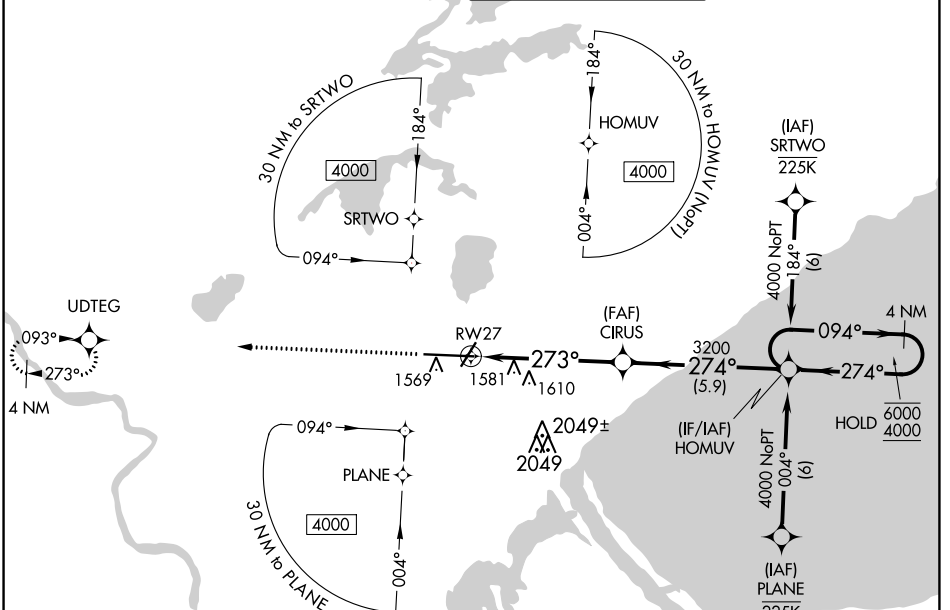 30 NM to SRTWO
184°
4000
SRTWO
094°
184°
HOMUV
30 NM to HOMUV (NoPT)
4000
004°
(IAF)
SRTWO
225K
4000 NoPT
184°
(6)
4 NM
094°
274°
HOLD
6000
4000
UDTEG
093°
273°
4 NM
RW27
1569
1581
1610
273°
(FAF)
CIRUS
3200
274°
(5.9)
(IF/IAF)
HOMUV
2049±
2049
4000 NoPT
004°
(6)
(IAF)
PLANE
094°
PLANE
4000
30 NM to PLANE
004°